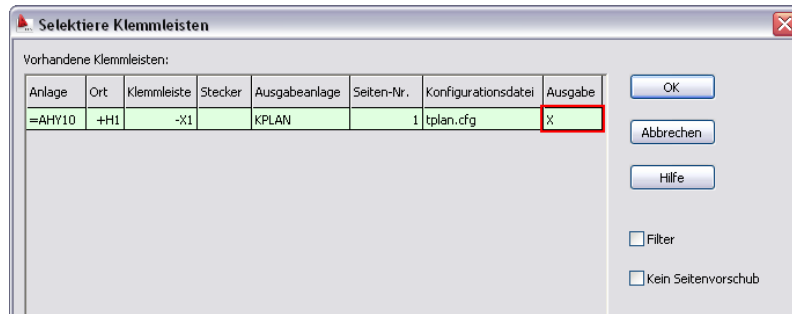 Selektiere Klemmleisten
Vorhandene Klemmleisten:
Anlage Ort Klemmleiste Stecker Ausgabeanlage Seiten-Nr. Konfigurationsdatei Ausgabe
=AHY10 +H1 -X1 KPLAN 1 tplan.cfg X
OK
Abbrechen
Hilfe
Filter
Kein Seitenvorschub